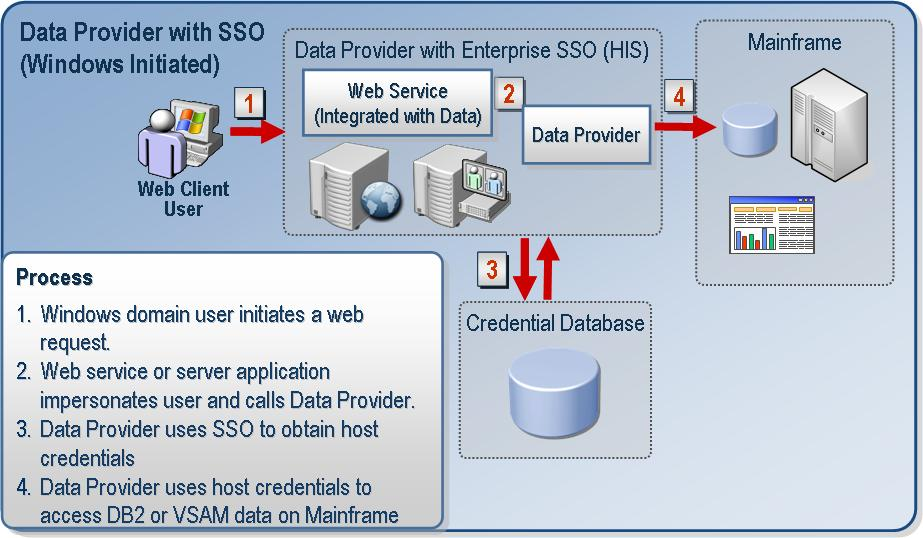 Data Provider with SSO
(Windows Initiated)
Data Provider with Enterprise SSO (HIS)
Mainframe
1
Web Service
(Integrated with Data)
2
Data Provider
4
Web Client
User
3
Credential Database
Process
1. Windows domain user initiates a web
request.
2. Web service or server application
impersonates user and calls Data Provider.
3. Data Provider uses SSO to obtain host
credentials
4. Data Provider uses host credentials to
access DB2 or VSAM data on Mainframe